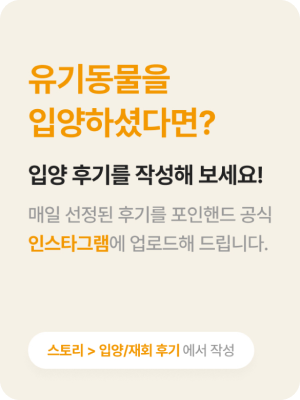 유기동물을
입양하셨다면?
입양 후기를 작성해 보세요!
매일 선정된 후기를 포인핸드 공식
인스타그램에 업로드해 드립니다.
스토리 > 입양/재회 후기 에서 작성